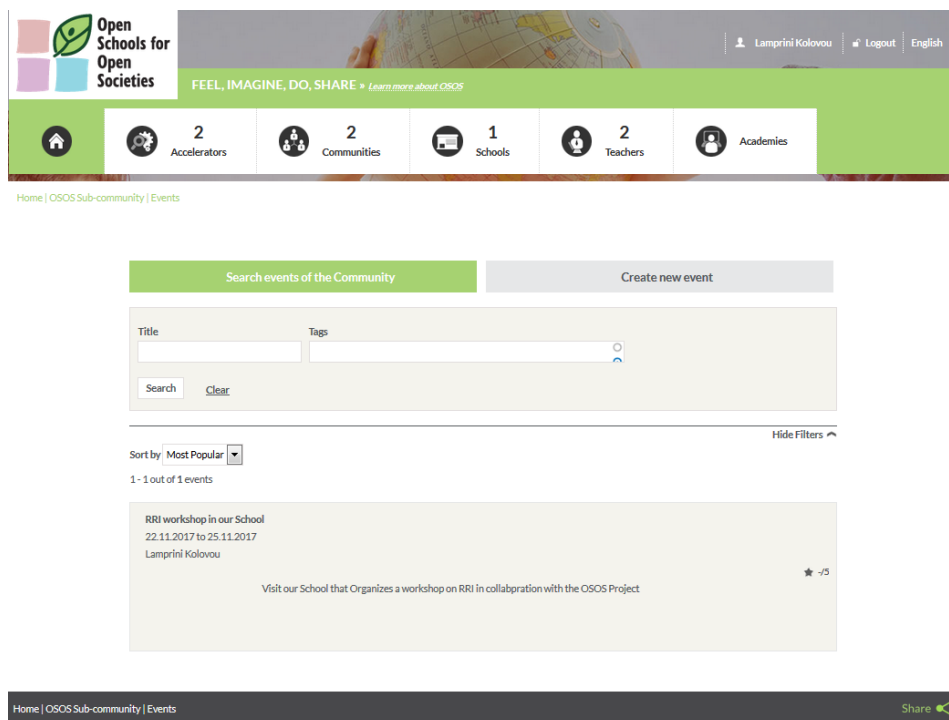 Open
Schools for
Open
Societies
Lamprini Kolovou
Logout
English
FEEL, IMAGINE, DO, SHARE » Learn more about OSOS
2
Accelerators
2
Communities
1
Schools
2
Teachers
Academies
Home | OSOS Sub-community | Events
Search events of the Community
Create new event
Title
Tags
Search
Clear
Hide Filters
Sort by Most Popular
1 - 1 out of 1 events
RRI workshop in our School
22.11.2017 to 25.11.2017
Lamprini Kolovou
-/5
Visit our School that Organizes a workshop on RRI in collabpration with the OSOS Project
Home | OSOS Sub-community | Events
Share